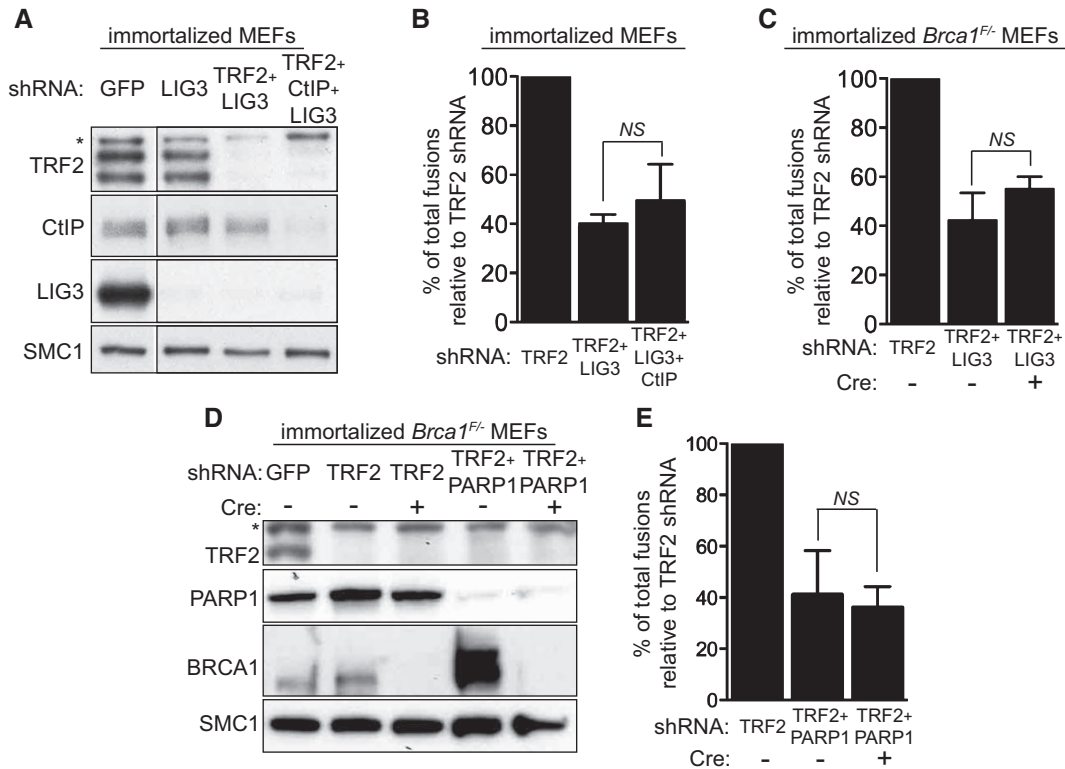 A
immortalized MEFs
shRNA: GFP LIG3 TRF2+ LIG3 TRF2+ CtIP+ LIG3
*
TRF2
CtIP
LIG3
SMC1
B
immortalized MEFs
% of total fusions
relative to TRF2 shRNA
100
80
60
40
20
0
NS
shRNA: TRF2 TRF2+ LIG3 TRF2+ LIG3+ CtIP
C
immortalized Brca1F/- MEFs
% of total fusions
relative to TRF2 shRNA
100
80
60
40
20
0
NS
shRNA: TRF2 TRF2+ LIG3 TRF2+ LIG3
Cre: - - +
D
immortalized Brca1F/- MEFs
shRNA: GFP TRF2 TRF2 TRF2+ PARP1 TRF2+ PARP1
Cre: - - + - +
*
TRF2
PARP1
BRCA1
SMC1
E
% of total fusions
relative to TRF2 shRNA
100
80
60
40
20
0
NS
shRNA: TRF2 TRF2+ PARP1 TRF2+ PARP1
Cre: - - +